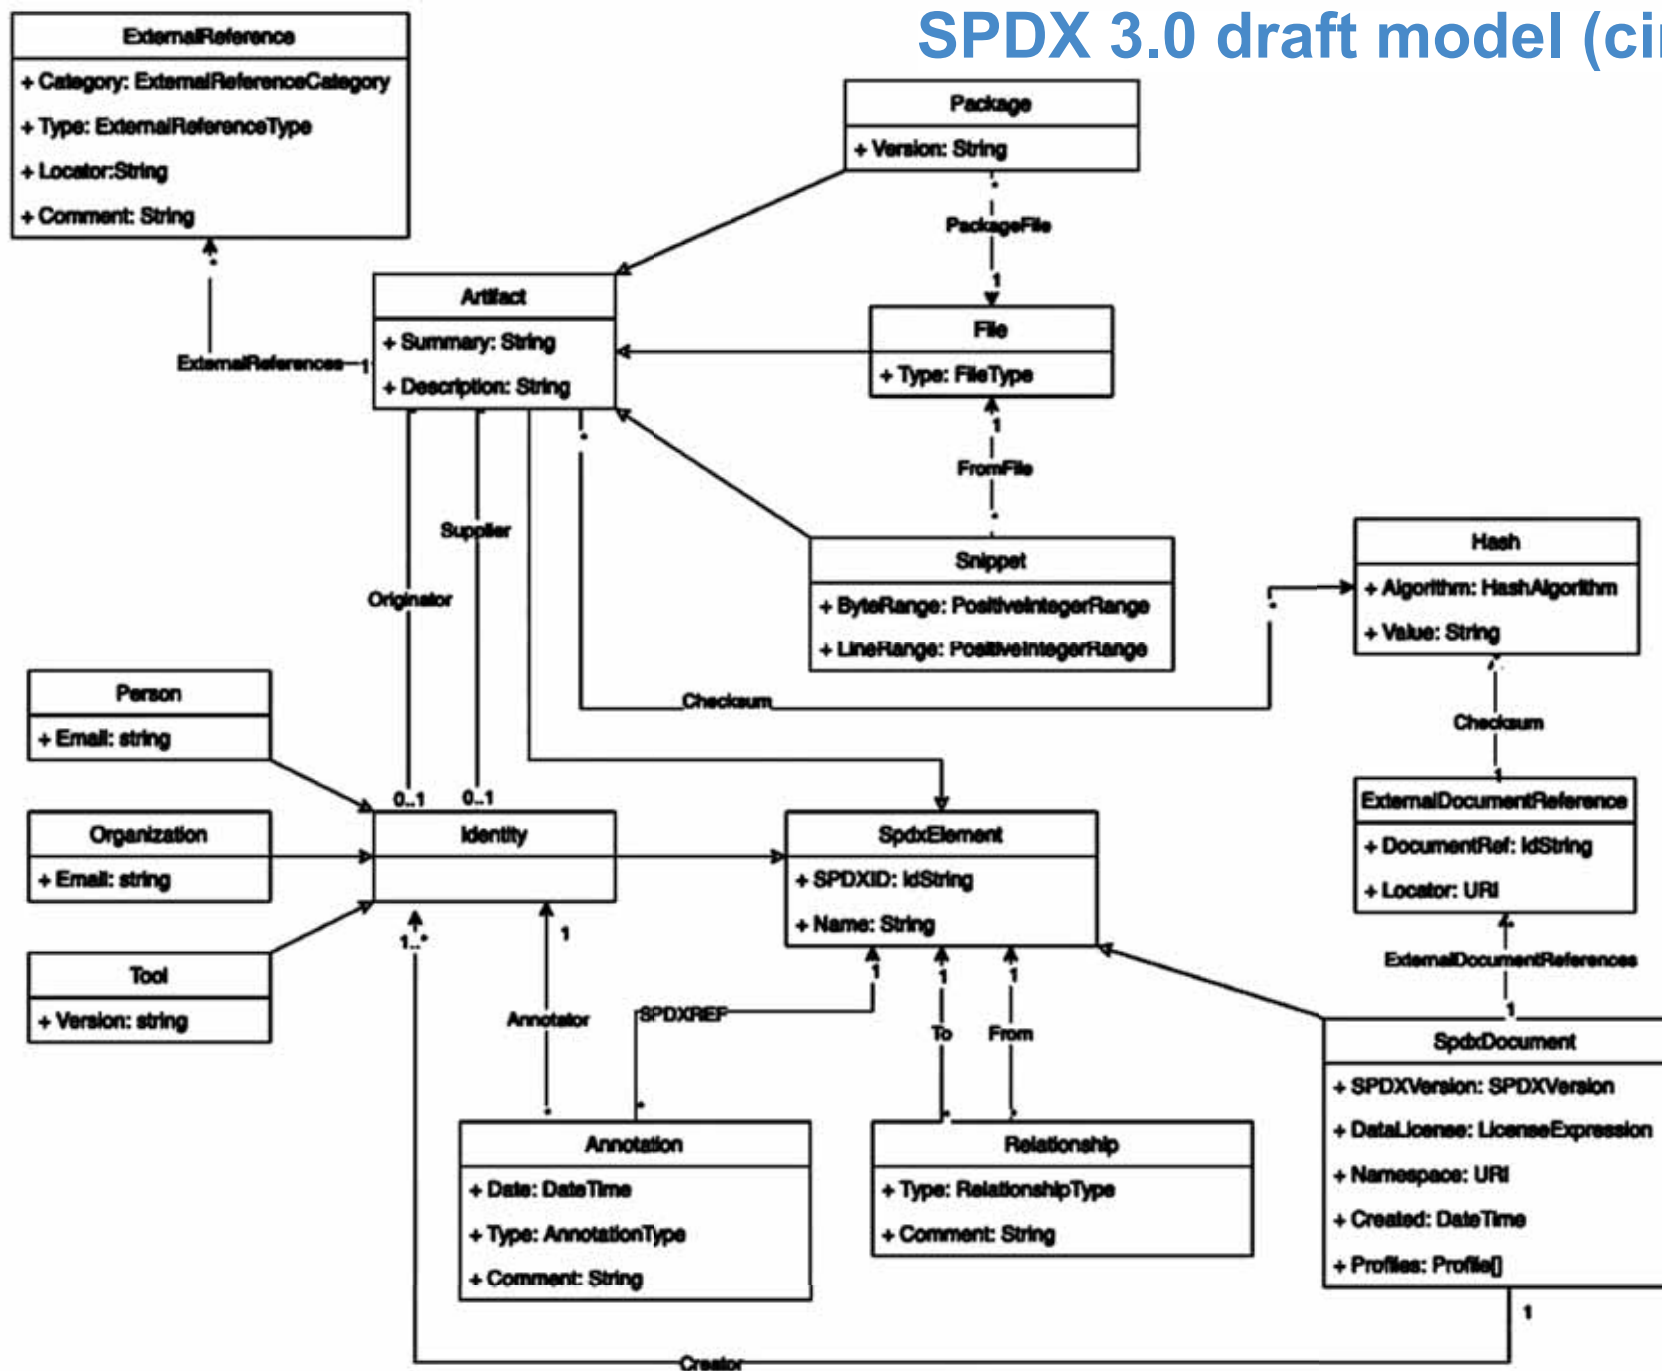 SPDX 3.0 draft model (ci
ExternalReference
+ Category: ExternalReferenceCategory
+ Type: ExternalReferenceType
+ Locator:String
+ Comment: String
Package
+ Version: String
*
PackageFile
1
*
ExternalReferences
1
Artifact
+ Summary: String
+ Description: String
File
+ Type: FileType
1
FromFile
*
Snippet
+ ByteRange: PositiveIntegerRange
+ LineRange: PositiveIntegerRange
*
Supplier
Originator
Hash
+ Algorithm: HashAlgorithm
+ Value: String
*
Checksum
Checksum
1
Person
+ Email: string
Organization
+ Email: string
Tool
+ Version: string
0..1
0..1
Identity
SpdxElement
+ SPDXID: IdString
+ Name: String
ExternalDocumentReference
+ DocumentRef: IdString
+ Locator: URI
ExternalDocumentReferences
1
1..*
1
Annotator
*
SPDXREF
1
*
1
To
*
1
From
*
Annotation
+ Date: DateTime
+ Type: AnnotationType
+ Comment: String
Relationship
+ Type: RelationshipType
+ Comment: String
SpdxDocument
+ SPDXVersion: SPDXVersion
+ DataLicense: LicenseExpression
+ Namespace: URI
+ Created: DateTime
+ Profiles: Profile[]
1
Creator